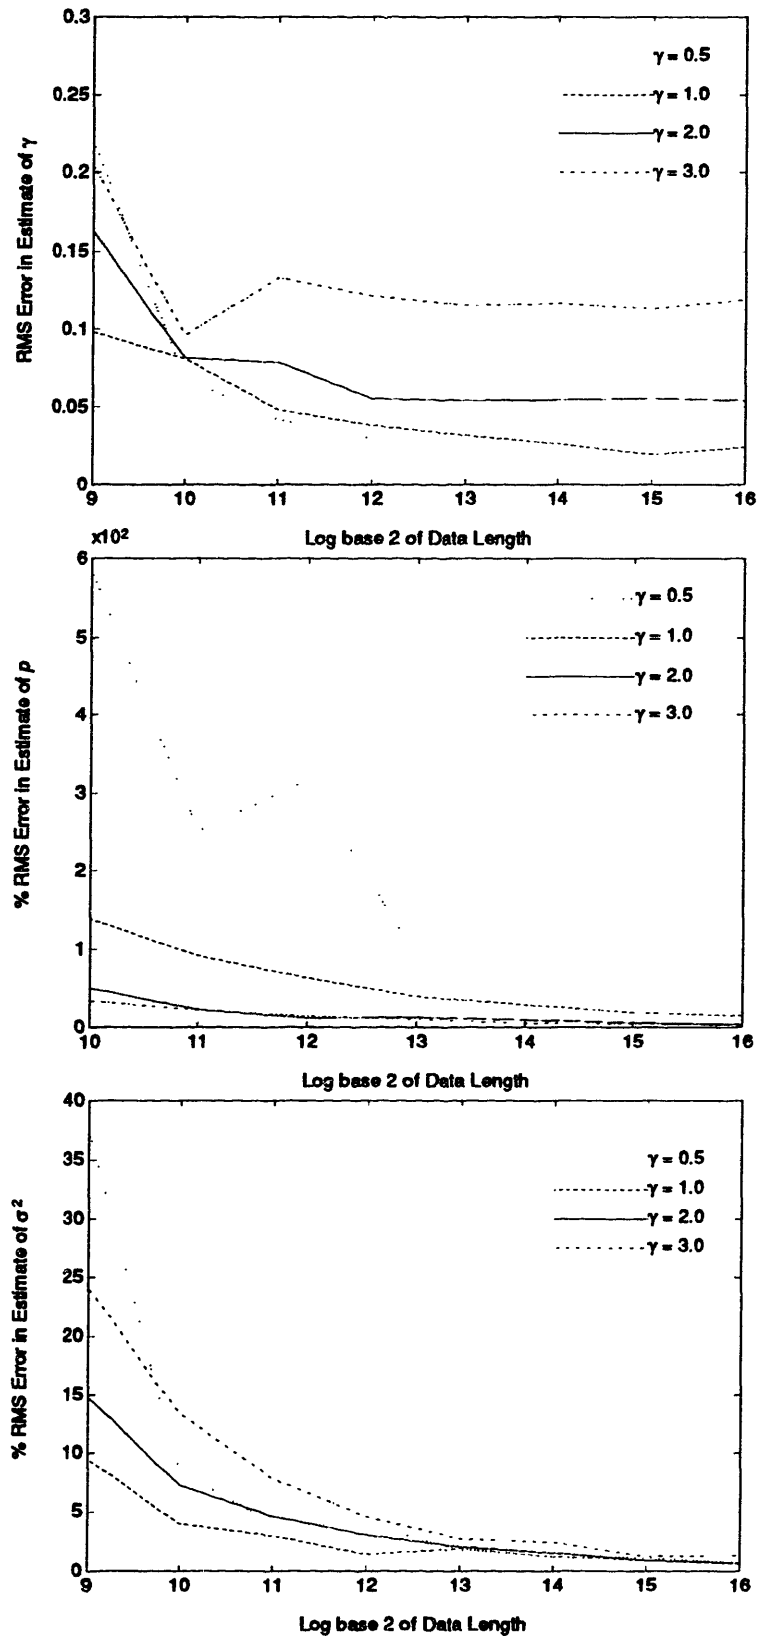 0.3
0.25
0.2
0.15
0.1
0.05
0
RMS Error in Estimate of γ
γ = 0.5
γ = 1.0
γ = 2.0
γ = 3.0
9 10 11 12 13 14 15 16
Log base 2 of Data Length
x10²
6
5
4
3
2
1
0
% RMS Error in Estimate of p
γ = 0.5
γ = 1.0
γ = 2.0
γ = 3.0
10 11 12 13 14 15 16
Log base 2 of Data Length
40
35
30
25
20
15
10
5
0
% RMS Error in Estimate of σ²
γ = 0.5
γ = 1.0
γ = 2.0
γ = 3.0
9 10 11 12 13 14 15 16
Log base 2 of Data Length